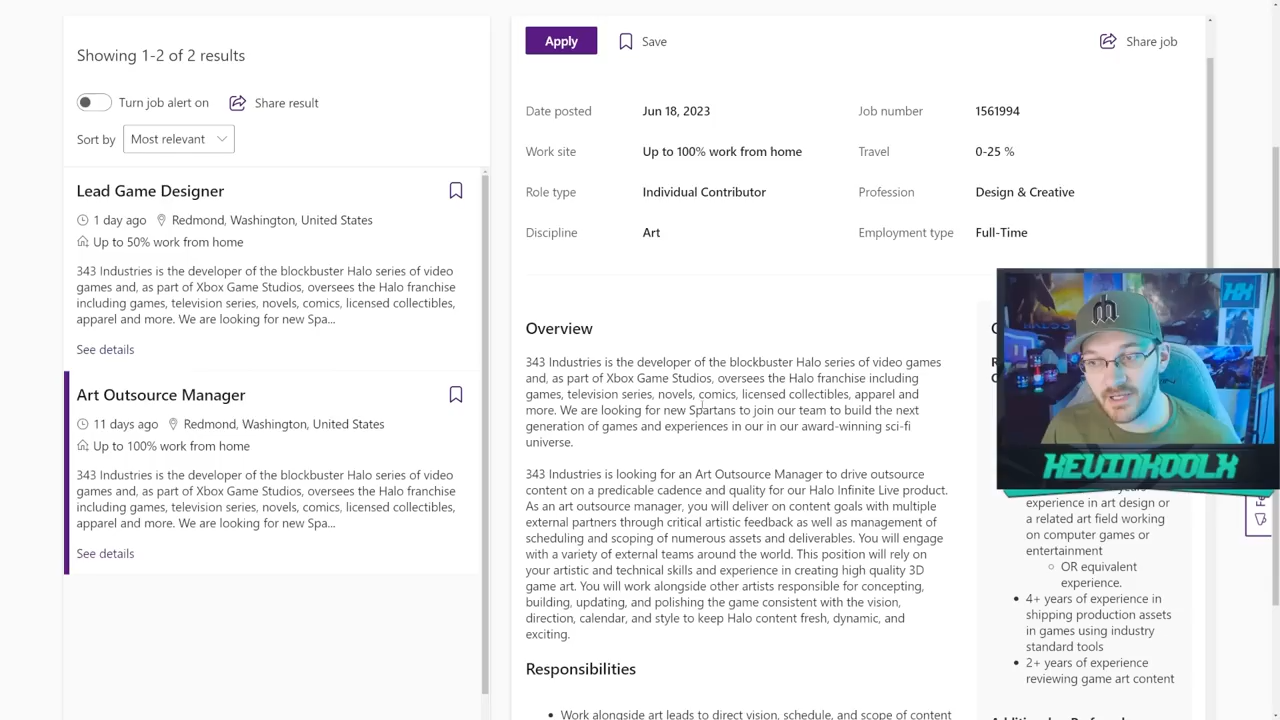 Showing 1-2 of 2 results
Turn job alert on
Share result
Sort by
Most relevant
Lead Game Designer
1 day ago
Redmond, Washington, United States
Up to 50% work from home
343 Industries is the developer of the blockbuster Halo series of video
games and, as part of Xbox Game Studios, oversees the Halo franchise
including games, television series, novels, comics, licensed collectibles,
apparel and more. We are looking for new Spa...
See details
Art Outsource Manager
11 days ago
Redmond, Washington, United States
Up to 100% work from home
343 Industries is the developer of the blockbuster Halo series of video
games and, as part of Xbox Game Studios, oversees the Halo franchise
including games, television series, novels, comics, licensed collectibles,
apparel and more. We are looking for new Spa...
See details
Apply
Save
Share job
Date posted
Jun 18, 2023
Job number
1561994
Work site
Up to 100% work from home
Travel
0-25 %
Role type
Individual Contributor
Profession
Design & Creative
Discipline
Art
Employment type
Full-Time
Overview
343 Industries is the developer of the blockbuster Halo series of video games
and, as part of Xbox Game Studios, oversees the Halo franchise including
games, television series, novels, comics, licensed collectibles, apparel and
more. We are looking for new Spartans to join our team to build the next
generation of games and experiences in our in our award-winning sci-fi
universe.
343 Industries is looking for an Art Outsource Manager to drive outsource
content on a predicable cadence and quality for our Halo Infinite Live product.
As an art outsource manager, you will deliver on content goals with multiple
external partners through critical artistic feedback as well as management of
scheduling and scoping of numerous assets and deliverables. You will engage
with a variety of external teams around the world. This position will rely on
your artistic and technical skills and experience in creating high quality 3D
game art. You will work alongside other artists responsible for concepting,
building, updating, and polishing the game consistent with the vision,
direction, calendar, and style to keep Halo content fresh, dynamic, and
exciting.
Responsibilities
Work alongside art leads to direct vision, schedule, and scope of content
KEVINKOOLX
experience in art design or
a related art field working
on computer games or
entertainment
OR equivalent
experience.
4+ years of experience in
shipping production assets
in games using industry
standard tools
2+ years of experience
reviewing game art content